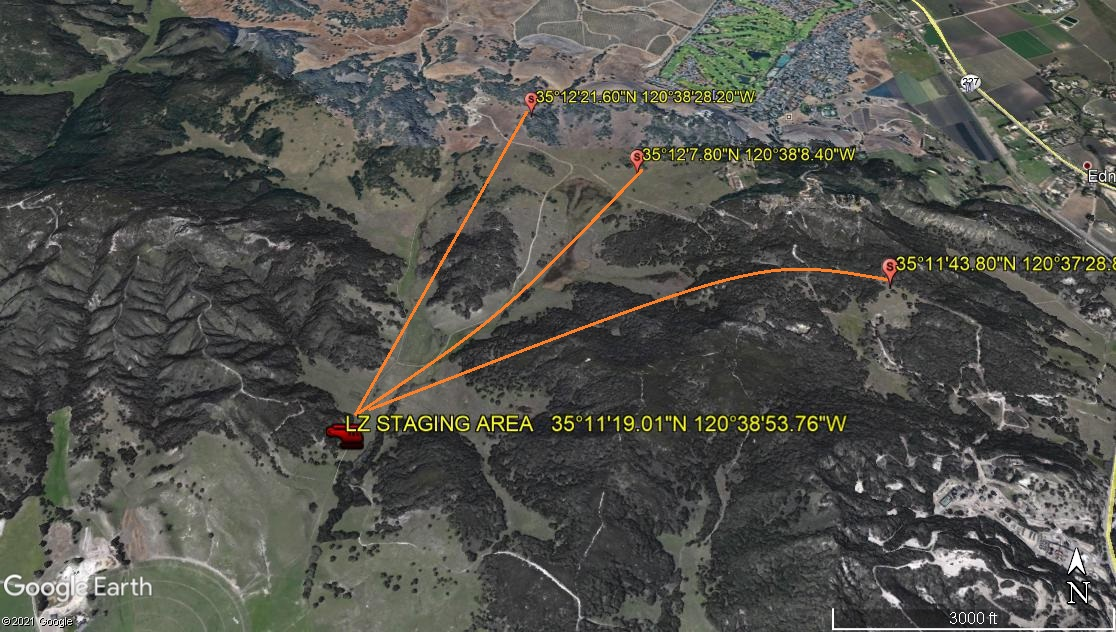 227
35°12'21.60"N 120°38'28.20"W
S
35°12'7.80"N 120°38'8.40"W
S
Edn
35°11'43.80"N 120°37'28.8
S
LZ STAGING AREA 35°11'19.01"N 120°38'53.76"W
Google Earth
N
3000 ft
©2021 Google